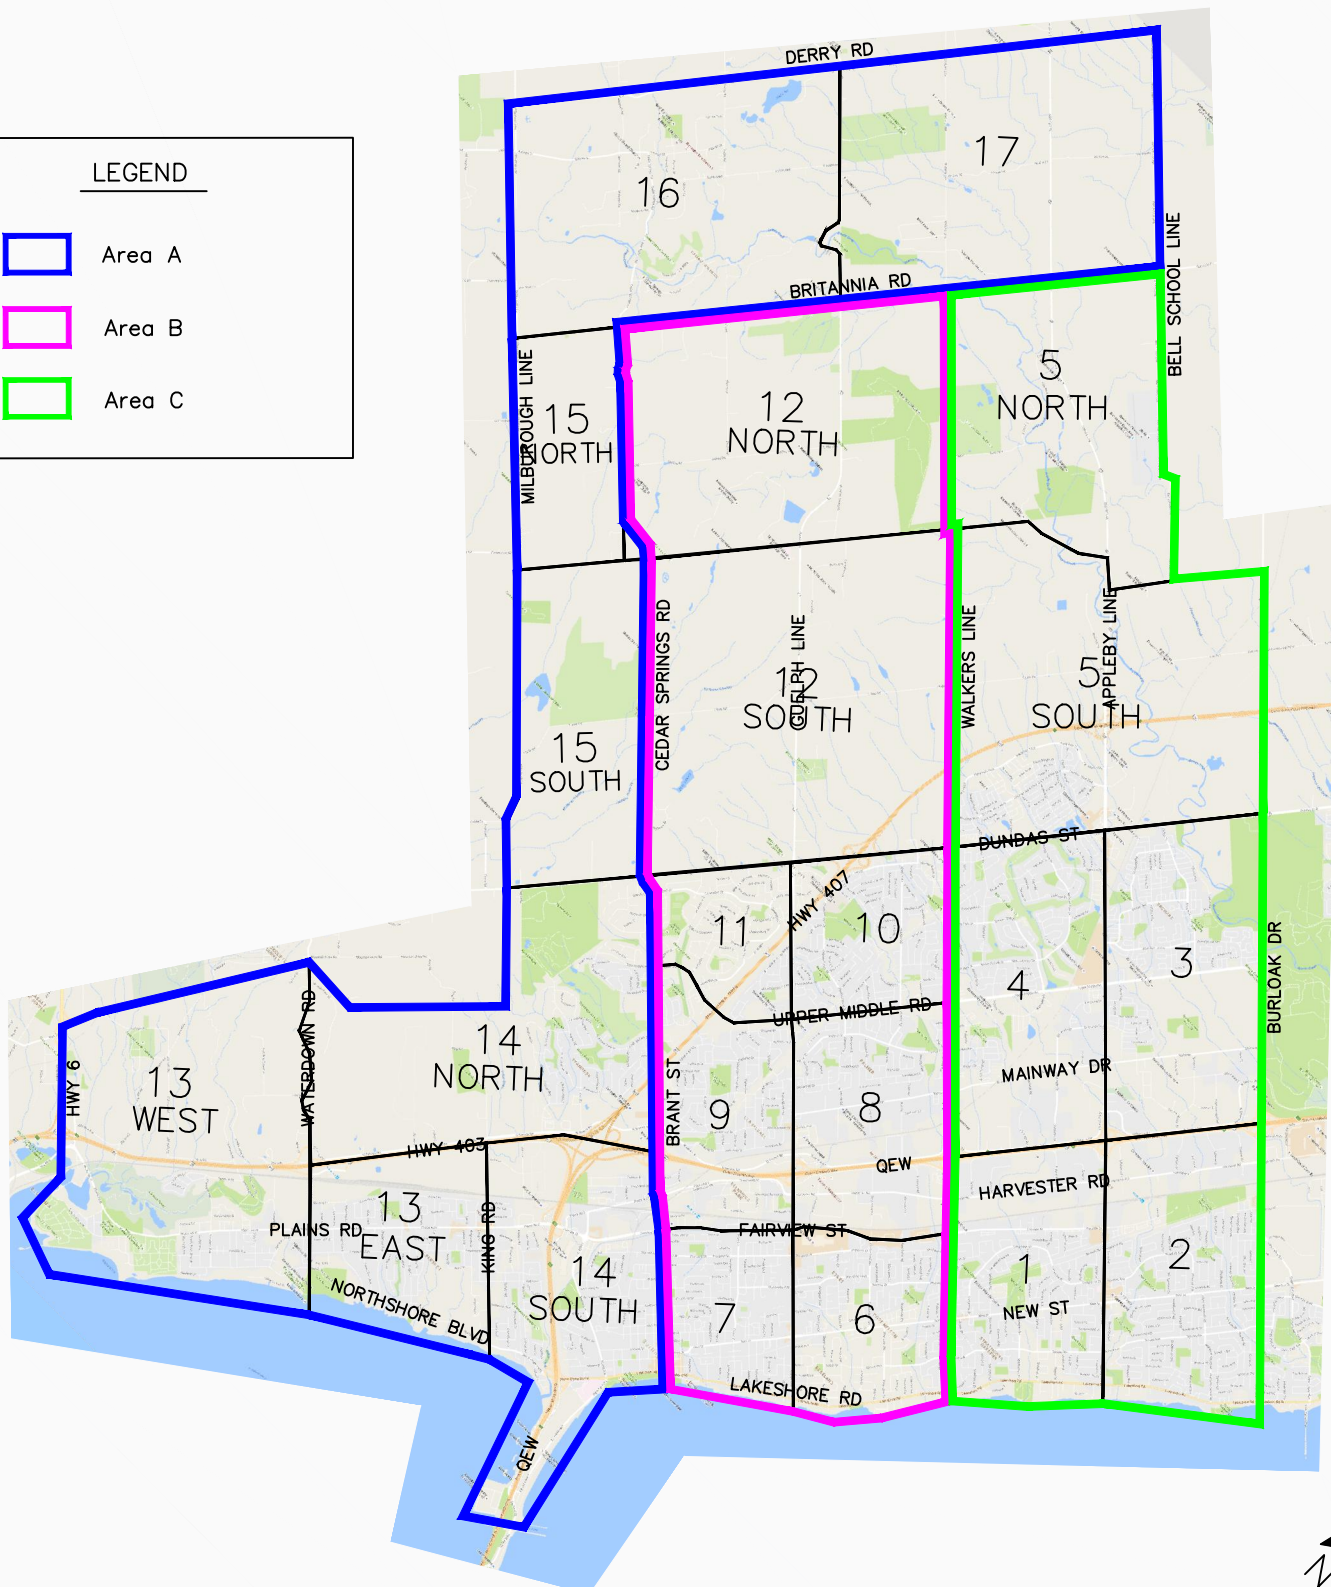 DERRY RD
LEGEND
Area A
Area B
Area C
17
16
BELL SCHOOL LINE
BRITANNIA RD
MILBUROUGH LINE
5
NORTH
12
NORTH
15
NORTH
CEDAR SPRINGS RD
GUELPH LINE
WALKERS LINE
APPLEBY LINE
12
SOUTH
5
SOUTH
15
SOUTH
DUNDAS ST
HWY 407
11
10
3
4
BURLOAK DR
UPPER MIDDLE RD
WATERDOWN RD
14
NORTH
HWY 6
13
WEST
BRANT ST
MAINWAY DR
9
8
HWY 403
QEW
HARVESTER RD
PLAINS RD
13
EAST
KING RD
FAIRVIEW ST
14
SOUTH
1
2
NORTHSHORE BLVD
NEW ST
7
6
LAKESHORE RD
QEW
N